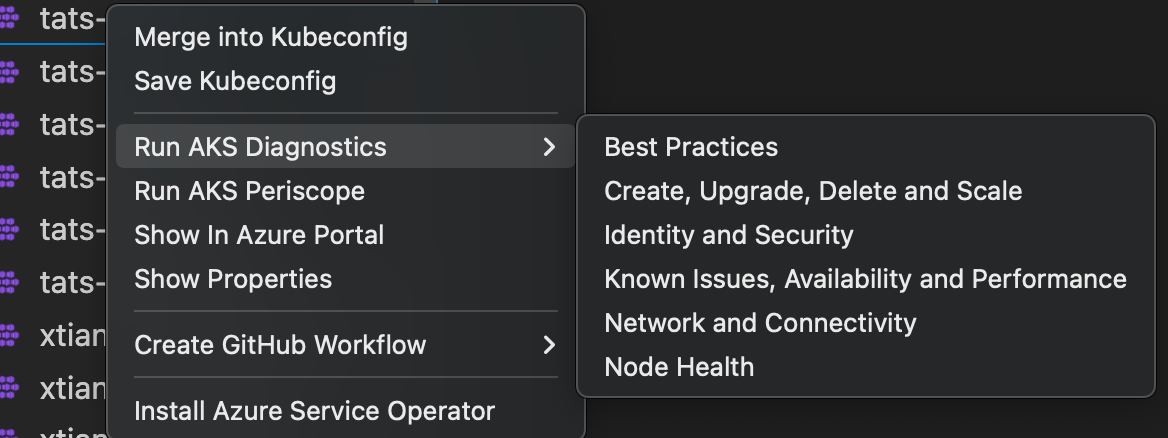 tats-
tats-
tats-
tats-
tats-
tats-
xtian
xtian
xtian
Merge into Kubeconfig
Save Kubeconfig
Run AKS Diagnostics
Run AKS Periscope
Show In Azure Portal
Show Properties
Create GitHub Workflow
Install Azure Service Operator
Best Practices
Create, Upgrade, Delete and Scale
Identity and Security
Known Issues, Availability and Performance
Network and Connectivity
Node Health